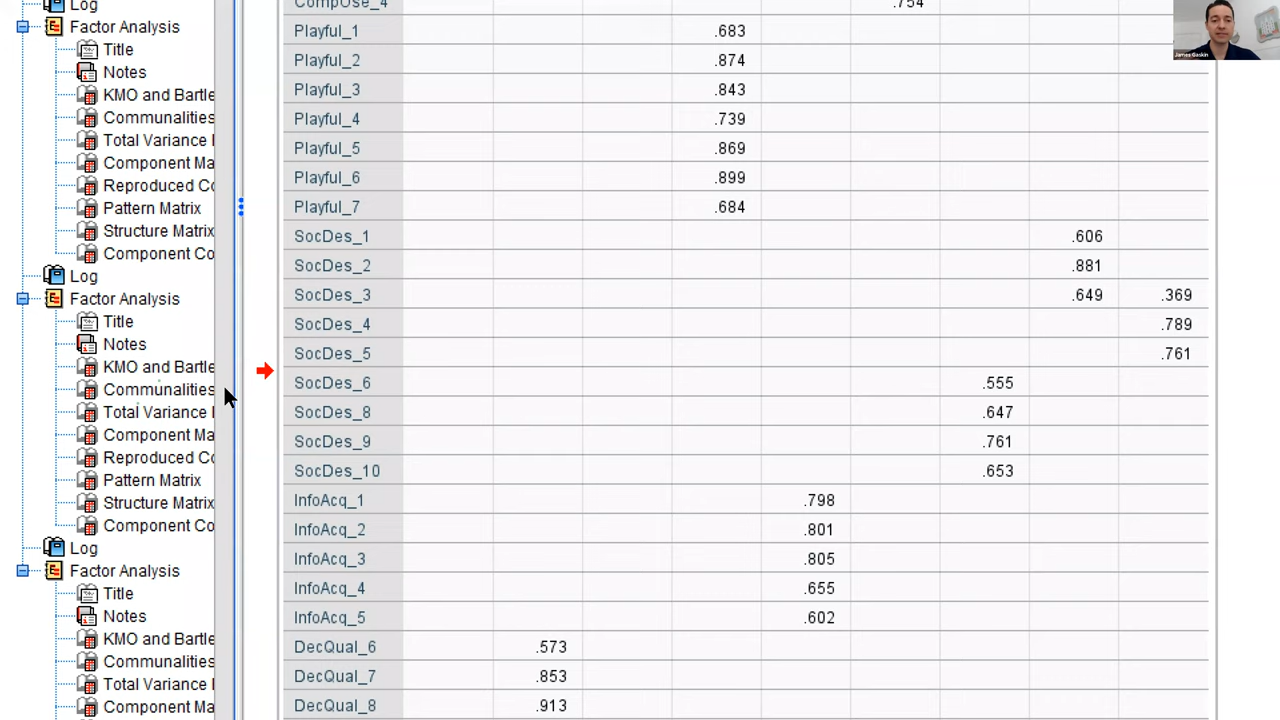 Log
Factor Analysis
Title
Notes
KMO and Bartle
Communalities
Total Variance
Component Ma
Reproduced Co
Pattern Matrix
Structure Matrix
Component Co
Log
Factor Analysis
Title
Notes
KMO and Bartle
Communalities
Total Variance
Component Ma
Reproduced Co
Pattern Matrix
Structure Matrix
Component Co
Log
Factor Analysis
Title
Notes
KMO and Bartle
Communalities
Total Variance
Component Ma
CompUse_4 .754
Playful_1 .683
Playful_2 .874
Playful_3 .843
Playful_4 .739
Playful_5 .869
Playful_6 .899
Playful_7 .684
SocDes_1 .606
SocDes_2 .881
SocDes_3 .649 .369
SocDes_4 .789
SocDes_5 .761
SocDes_6 .555
SocDes_8 .647
SocDes_9 .761
SocDes_10 .653
InfoAcq_1 .798
InfoAcq_2 .801
InfoAcq_3 .805
InfoAcq_4 .655
InfoAcq_5 .602
DecQual_6 .573
DecQual_7 .853
DecQual_8 .913
James Gaskin